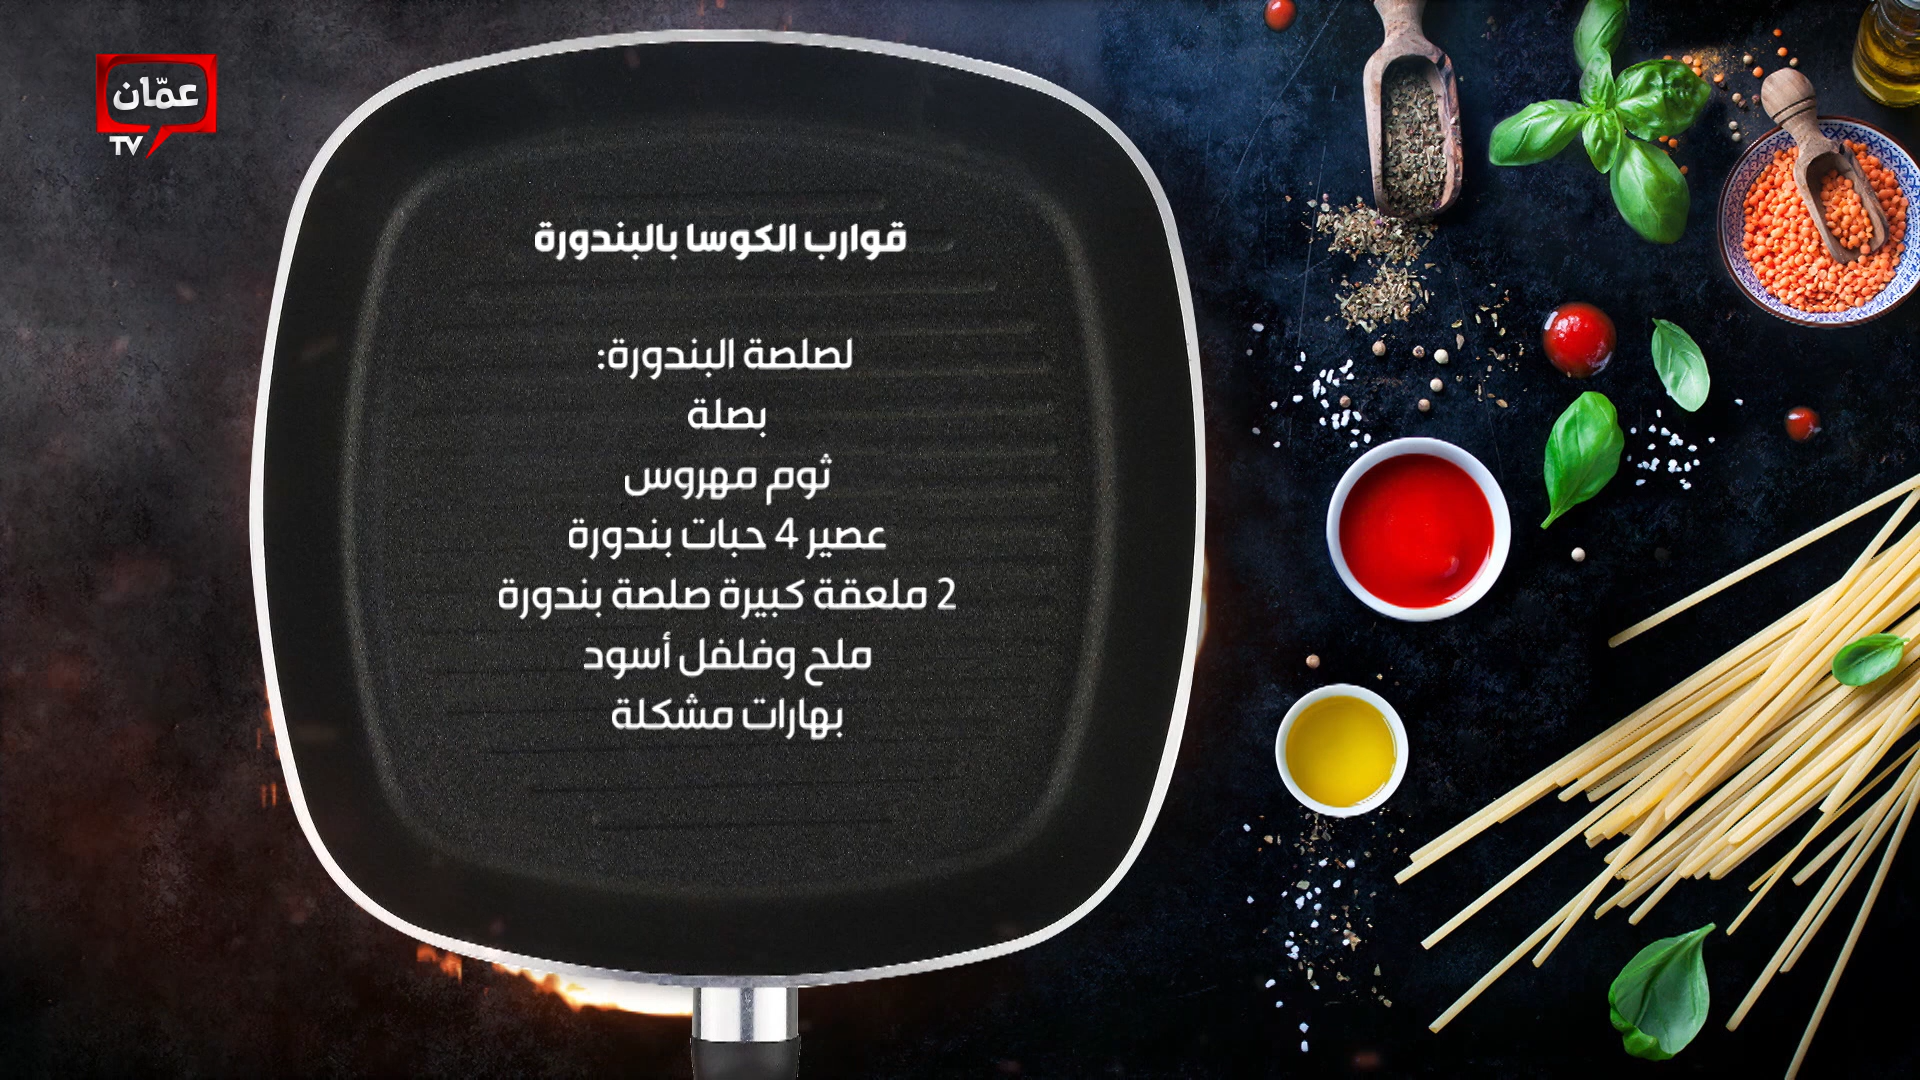 عمّان
TV
قوارب الكوسا بالبندورة
لصلصة البندورة:
بصلة
ثوم مهروس
عصير 4 حبات بندورة
2 ملعقة كبيرة صلصة بندورة
ملح وفلفل أسود
بهارات مشكلة